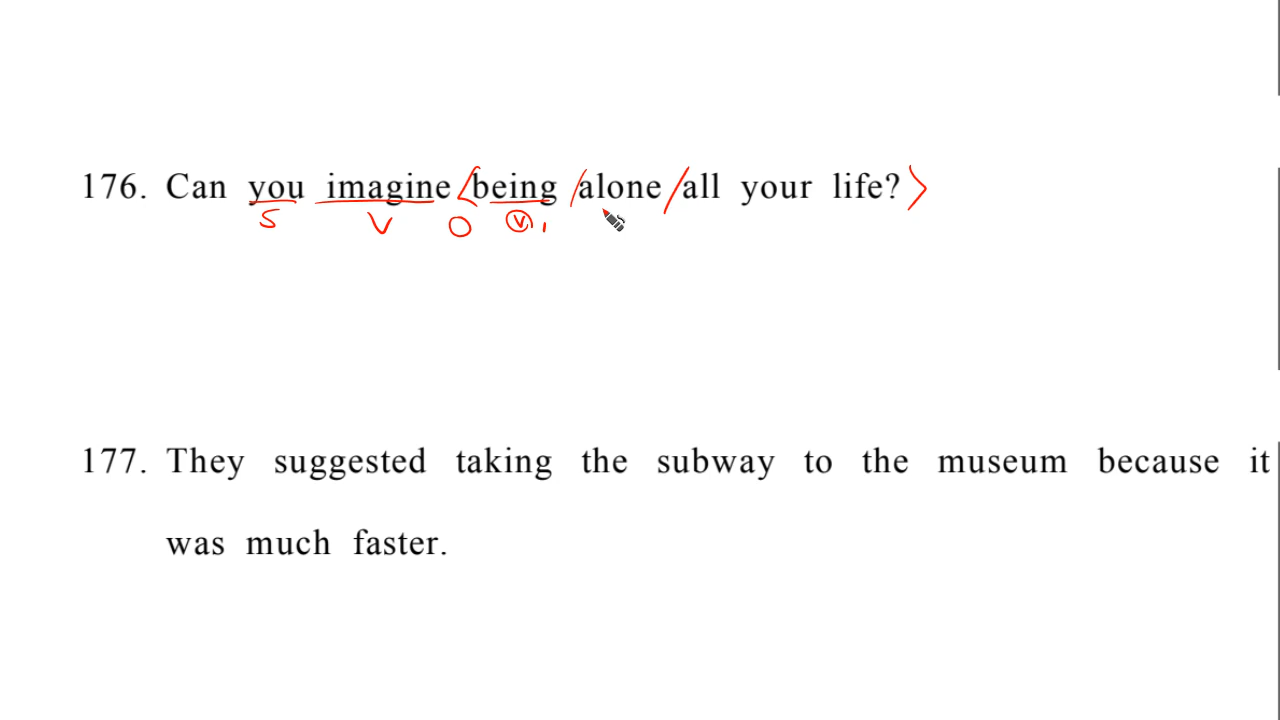 176. Can you imagine being alone all your life?
S V O V
177. They suggested taking the subway to the museum because it
was much faster.